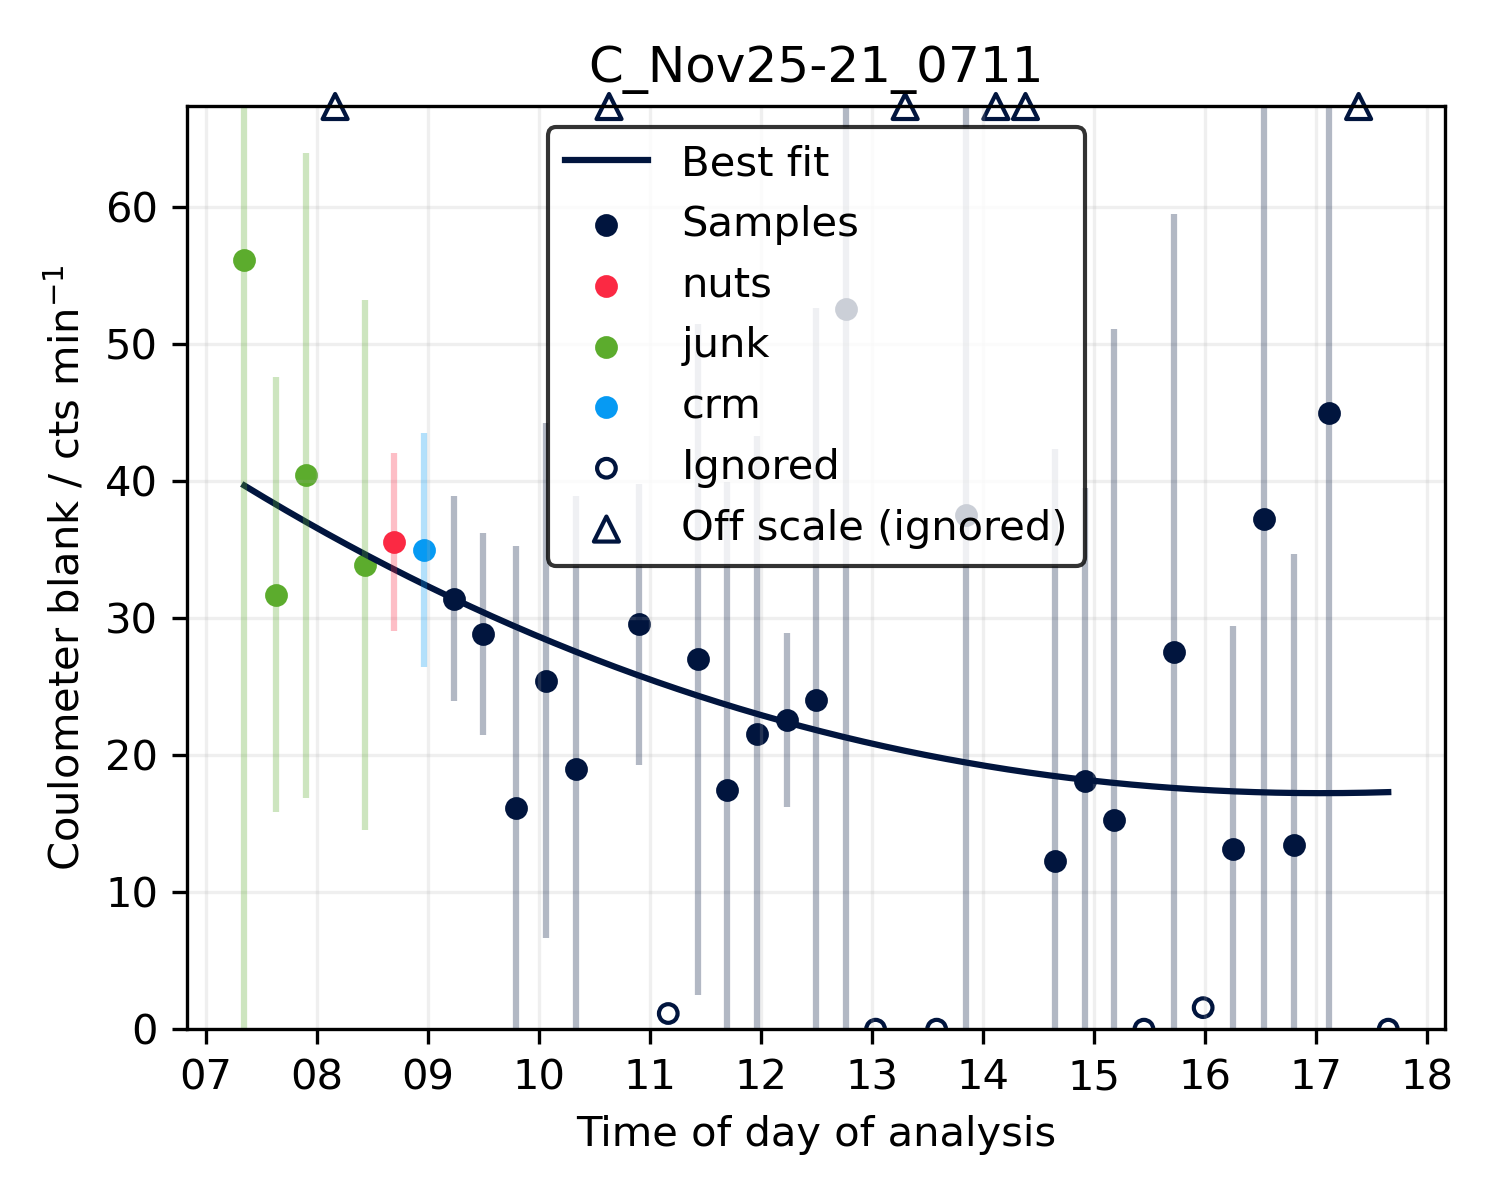 C_Nov25-21_0711
Best fit
Samples
nuts
junk
crm
Ignored
Off scale (ignored)
Coulometer blank / cts min⁻¹
60
50
40
30
20
10
0
07 08 09 10 11 12 13 14 15 16 17 18
Time of day of analysis